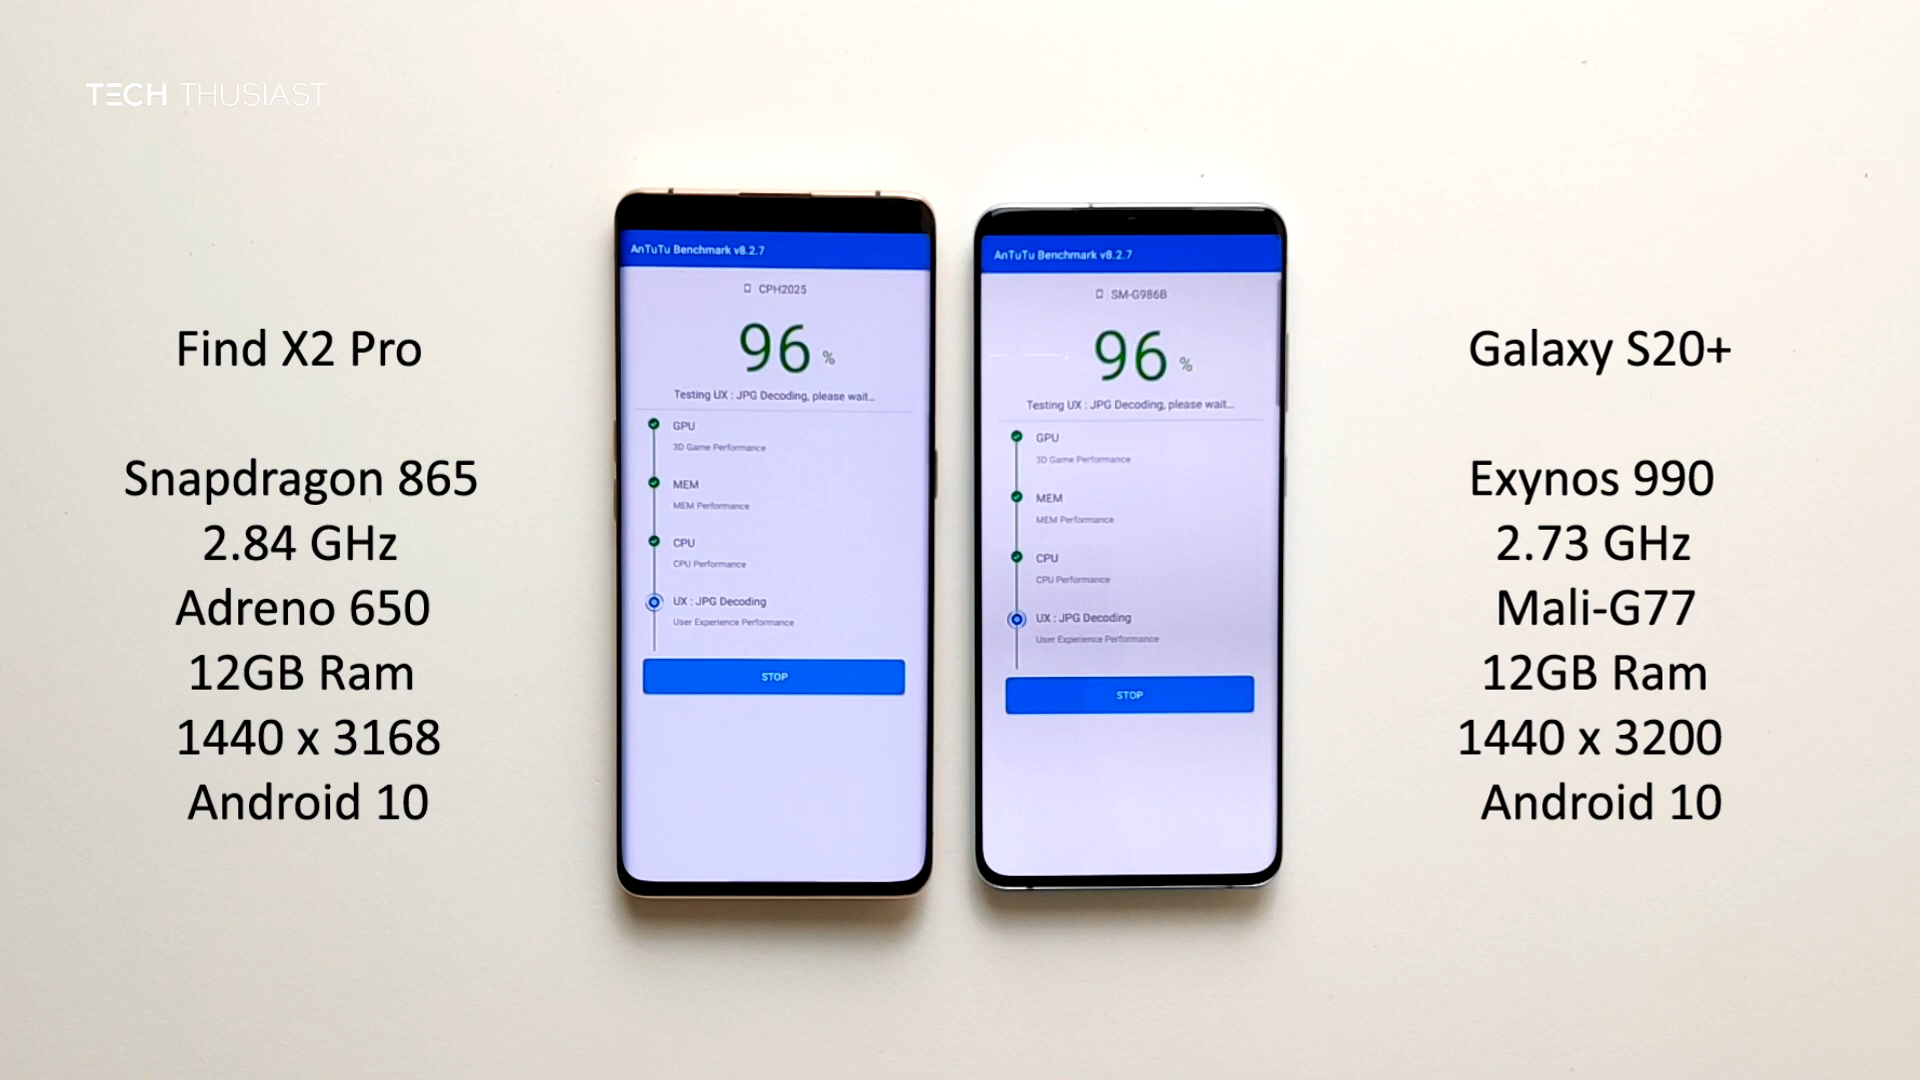 TECH THUSIAST
Find X2 Pro
Snapdragon 865
2.84 GHz
Adreno 650
12GB Ram
1440 x 3168
Android 10
AnTuTu Benchmark v8.2.7
CPH2025
96 %
Testing UX : JPG Decoding, please wait...
GPU
3D Game Performance
MEM
MEM Performance
CPU
CPU Performance
UX : JPG Decoding
User Experience Performance
STOP
AnTuTu Benchmark v8.2.7
SM-G986B
96 %
Testing UX : JPG Decoding, please wait...
GPU
3D Game Performance
MEM
MEM Performance
CPU
CPU Performance
UX : JPG Decoding
User Experience Performance
STOP
Galaxy S20+
Exynos 990
2.73 GHz
Mali-G77
12GB Ram
1440 x 3200
Android 10